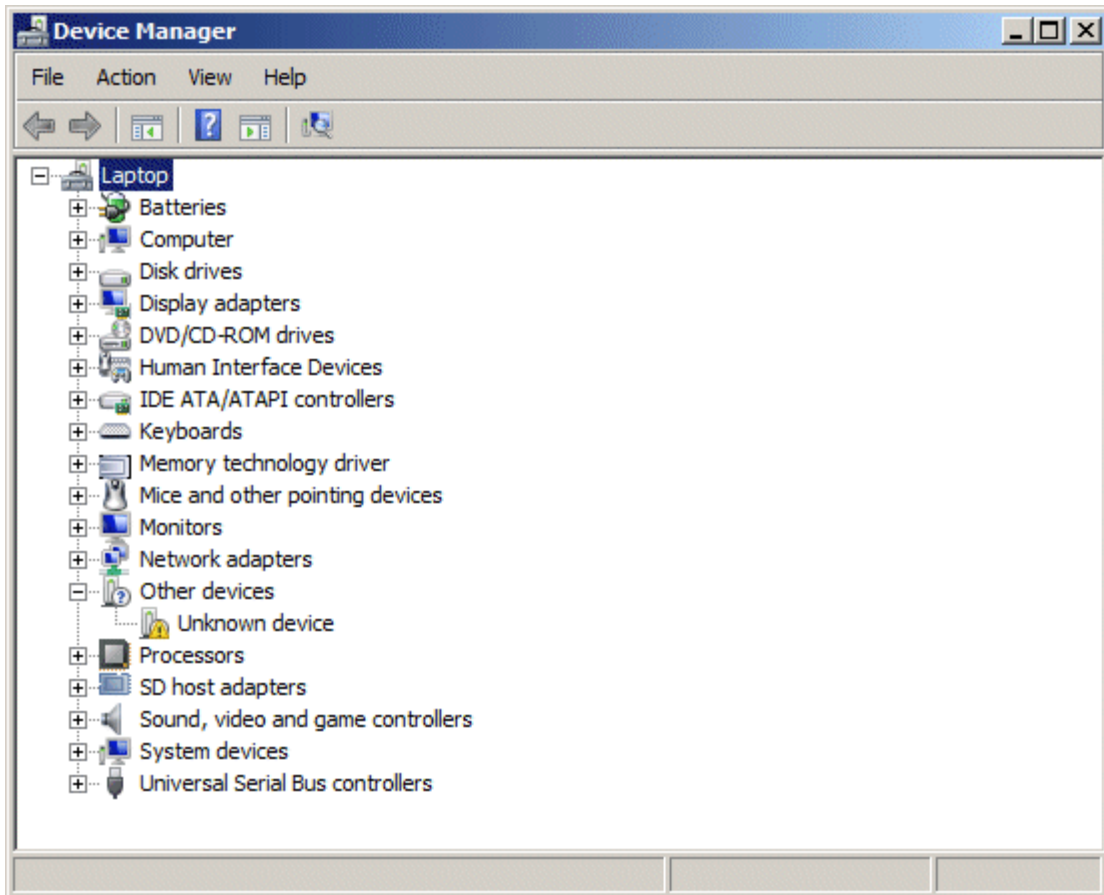 Device Manager
File Action View Help
Laptop
Batteries
Computer
Disk drives
Display adapters
DVD/CD-ROM drives
Human Interface Devices
IDE ATA/ATAPI controllers
Keyboards
Memory technology driver
Mice and other pointing devices
Monitors
Network adapters
Other devices
Unknown device
Processors
SD host adapters
Sound, video and game controllers
System devices
Universal Serial Bus controllers